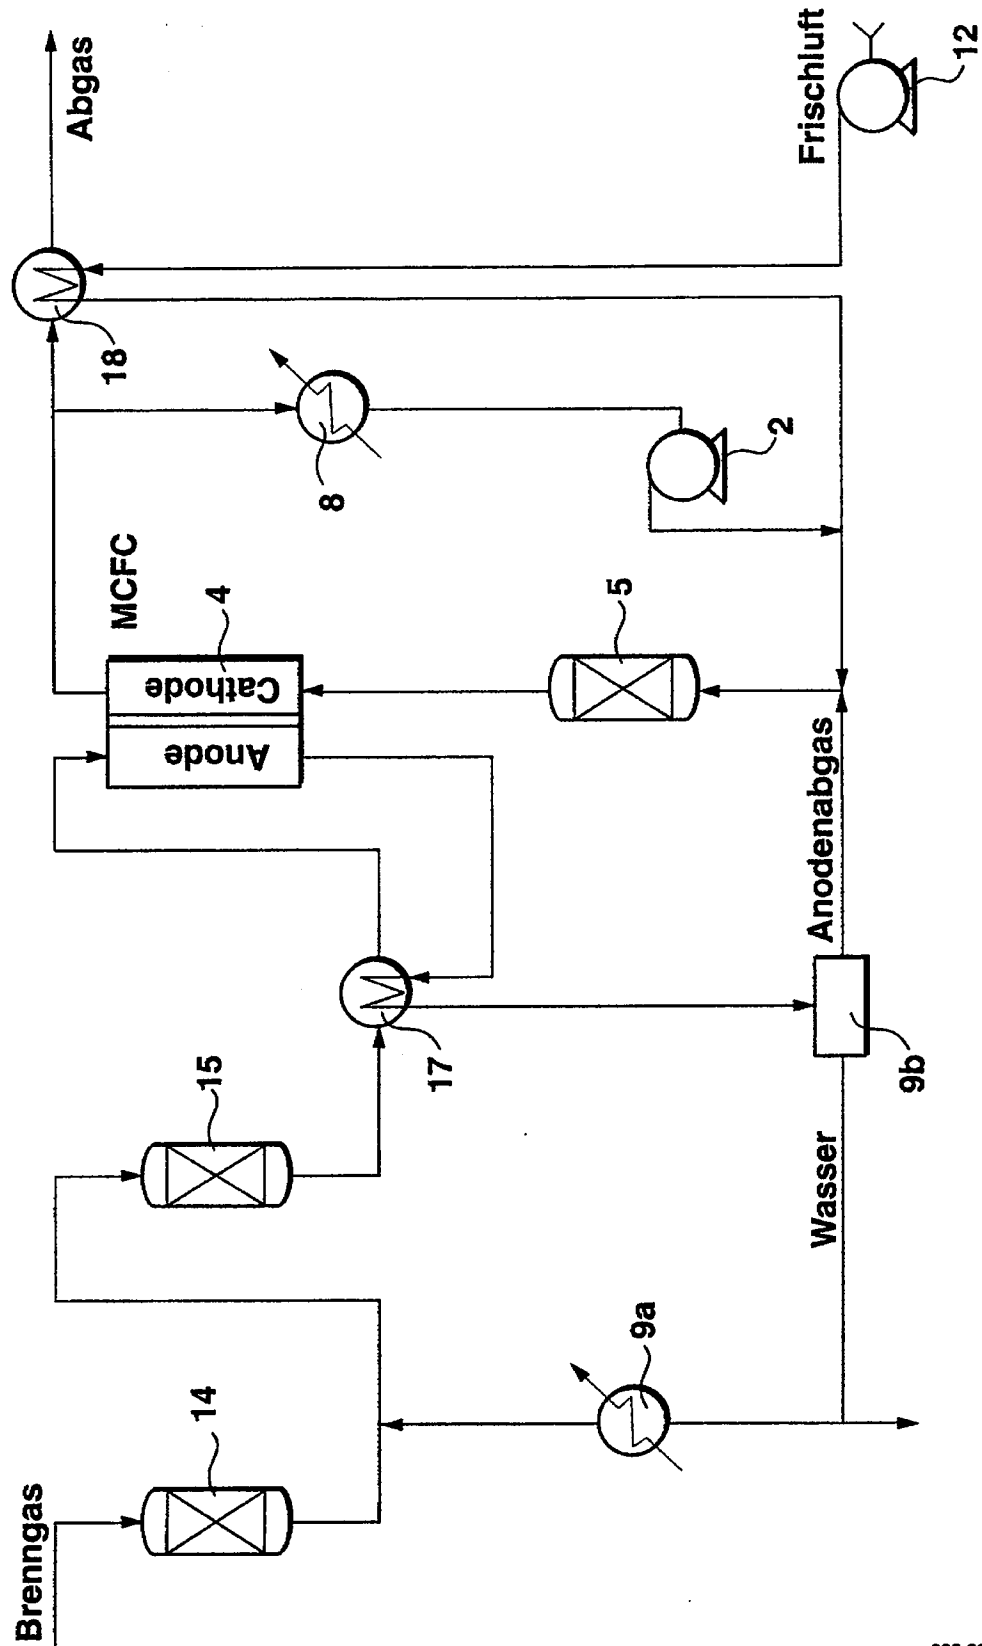 Brenngas
14
15
17
MCFC
Anode
Cathode
4
18
Abgas
8
5
2
9a
Wasser
9b
Anodenabgas
Frischluft
12